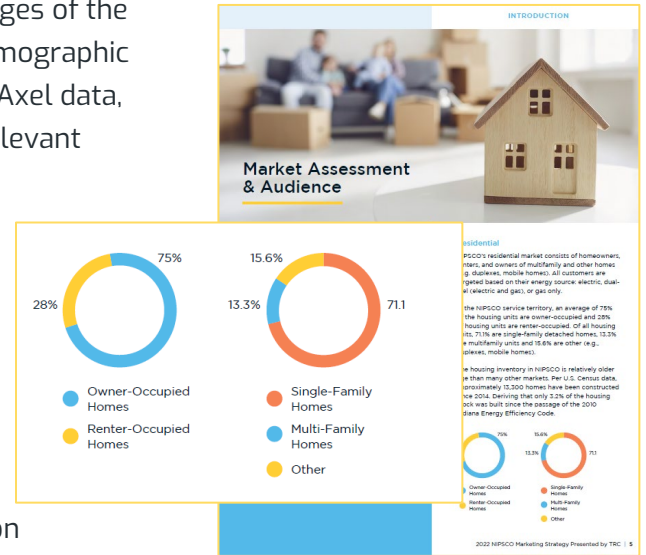 ges of the
mographic
Axel data,
levant
on
INTRODUCTION
Market Assessment
& Audience
75%
28%
Owner-Occupied
Homes
Renter-Occupied
Homes
15.6%
13.3%
71.1
Single-Family
Homes
Multi-Family
Homes
Other
esidential
PSCO's residential market consists of homeowners,
nters, and owners of multifamily and other homes
g. duplexes, mobile homes). All customers are
rgeted based on their energy source: electric, dual-
el (electric and gas), or gas only.
the NIPSCO service territory, an average of 75%
the housing units are owner-occupied and 28%
housing units are renter-occupied. Of all housing
its, 71.1% are single-family detached homes, 13.3%
e multifamily units and 15.6% are other (e.g.,
plexes, mobile homes).
e housing inventory in NIPSCO is relatively older
ge than many other markets. Per U.S. Census data,
proximately 13,300 homes have been constructed
nce 2014. Deriving that only 3.2% of the housing
ock was built since the passage of the 2010
diana Energy Efficiency Code.
75%
Owner-Occupied
Homes
Renter-Occupied
Homes
15.6%
13.3%
71.1
Single-Family
Homes
Multi-Family
Homes
Other
2022 NIPSCO Marketing Strategy Presented by TRC | 5